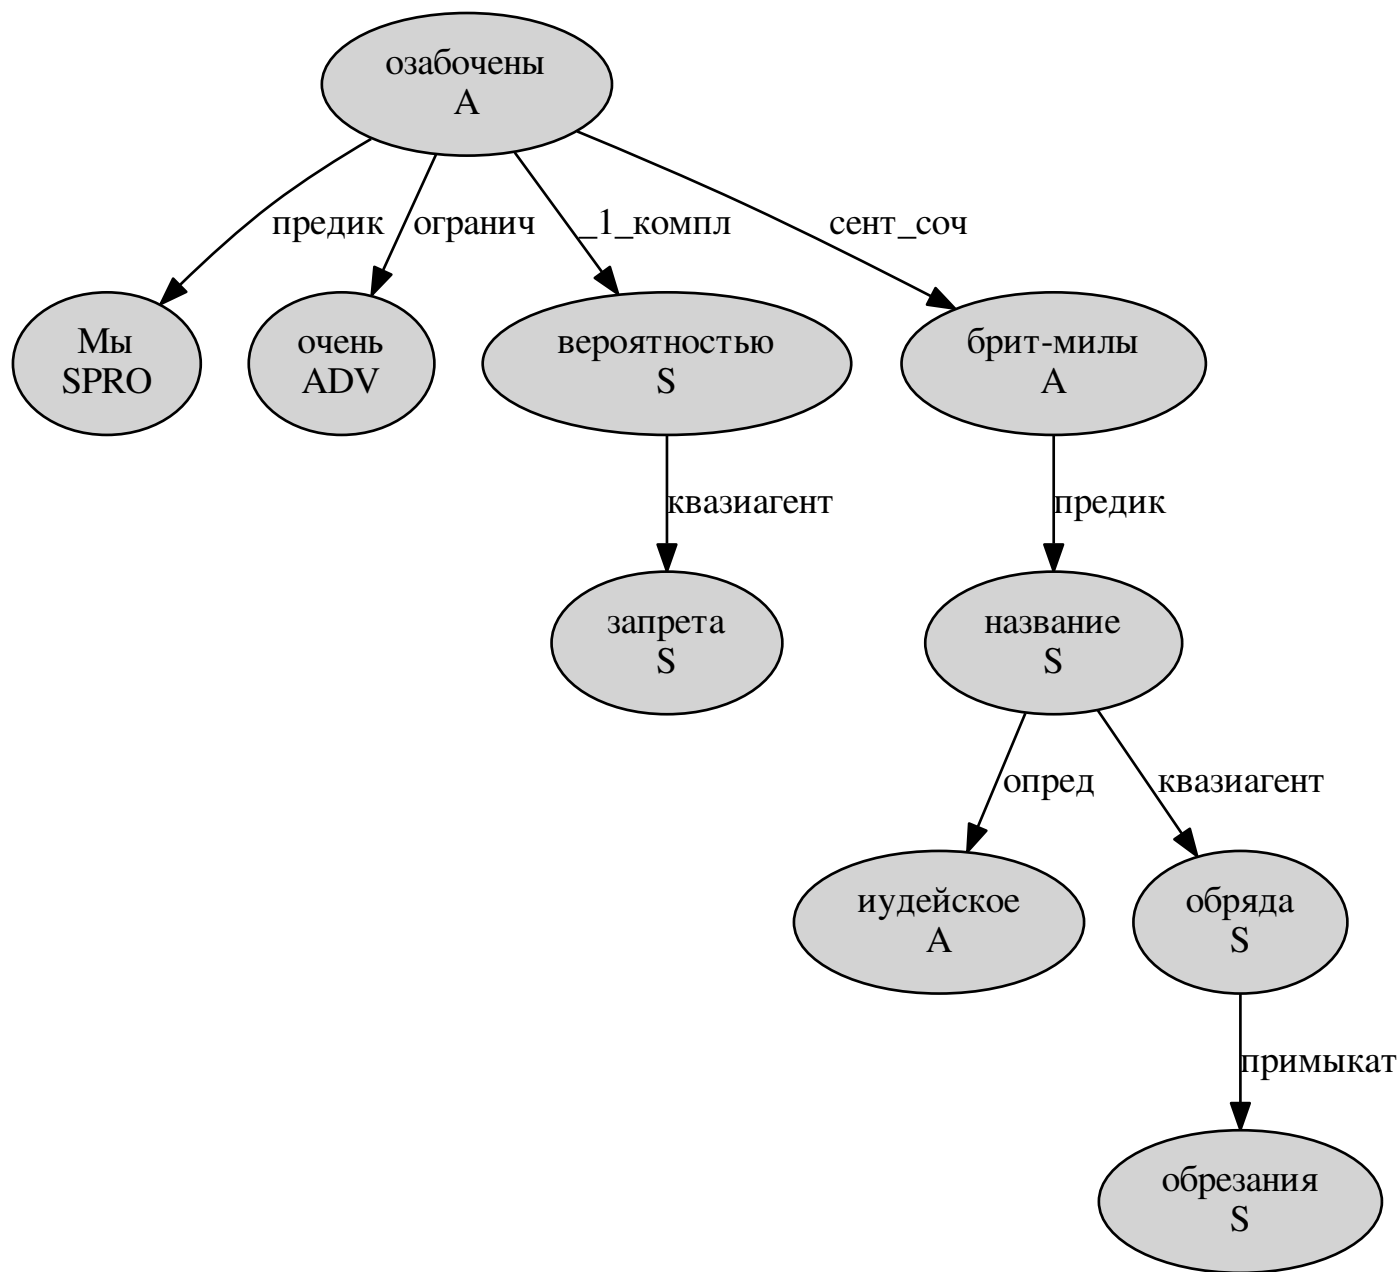 озабочены
A
предик
огранич
_1_компл
сент_соч
Мы
SPRO
очень
ADV
вероятностью
S
брит-милы
A
квазиагент
предик
запрета
S
название
S
опред
квазиагент
иудейское
A
обряда
S
примыкат
обрезания
S